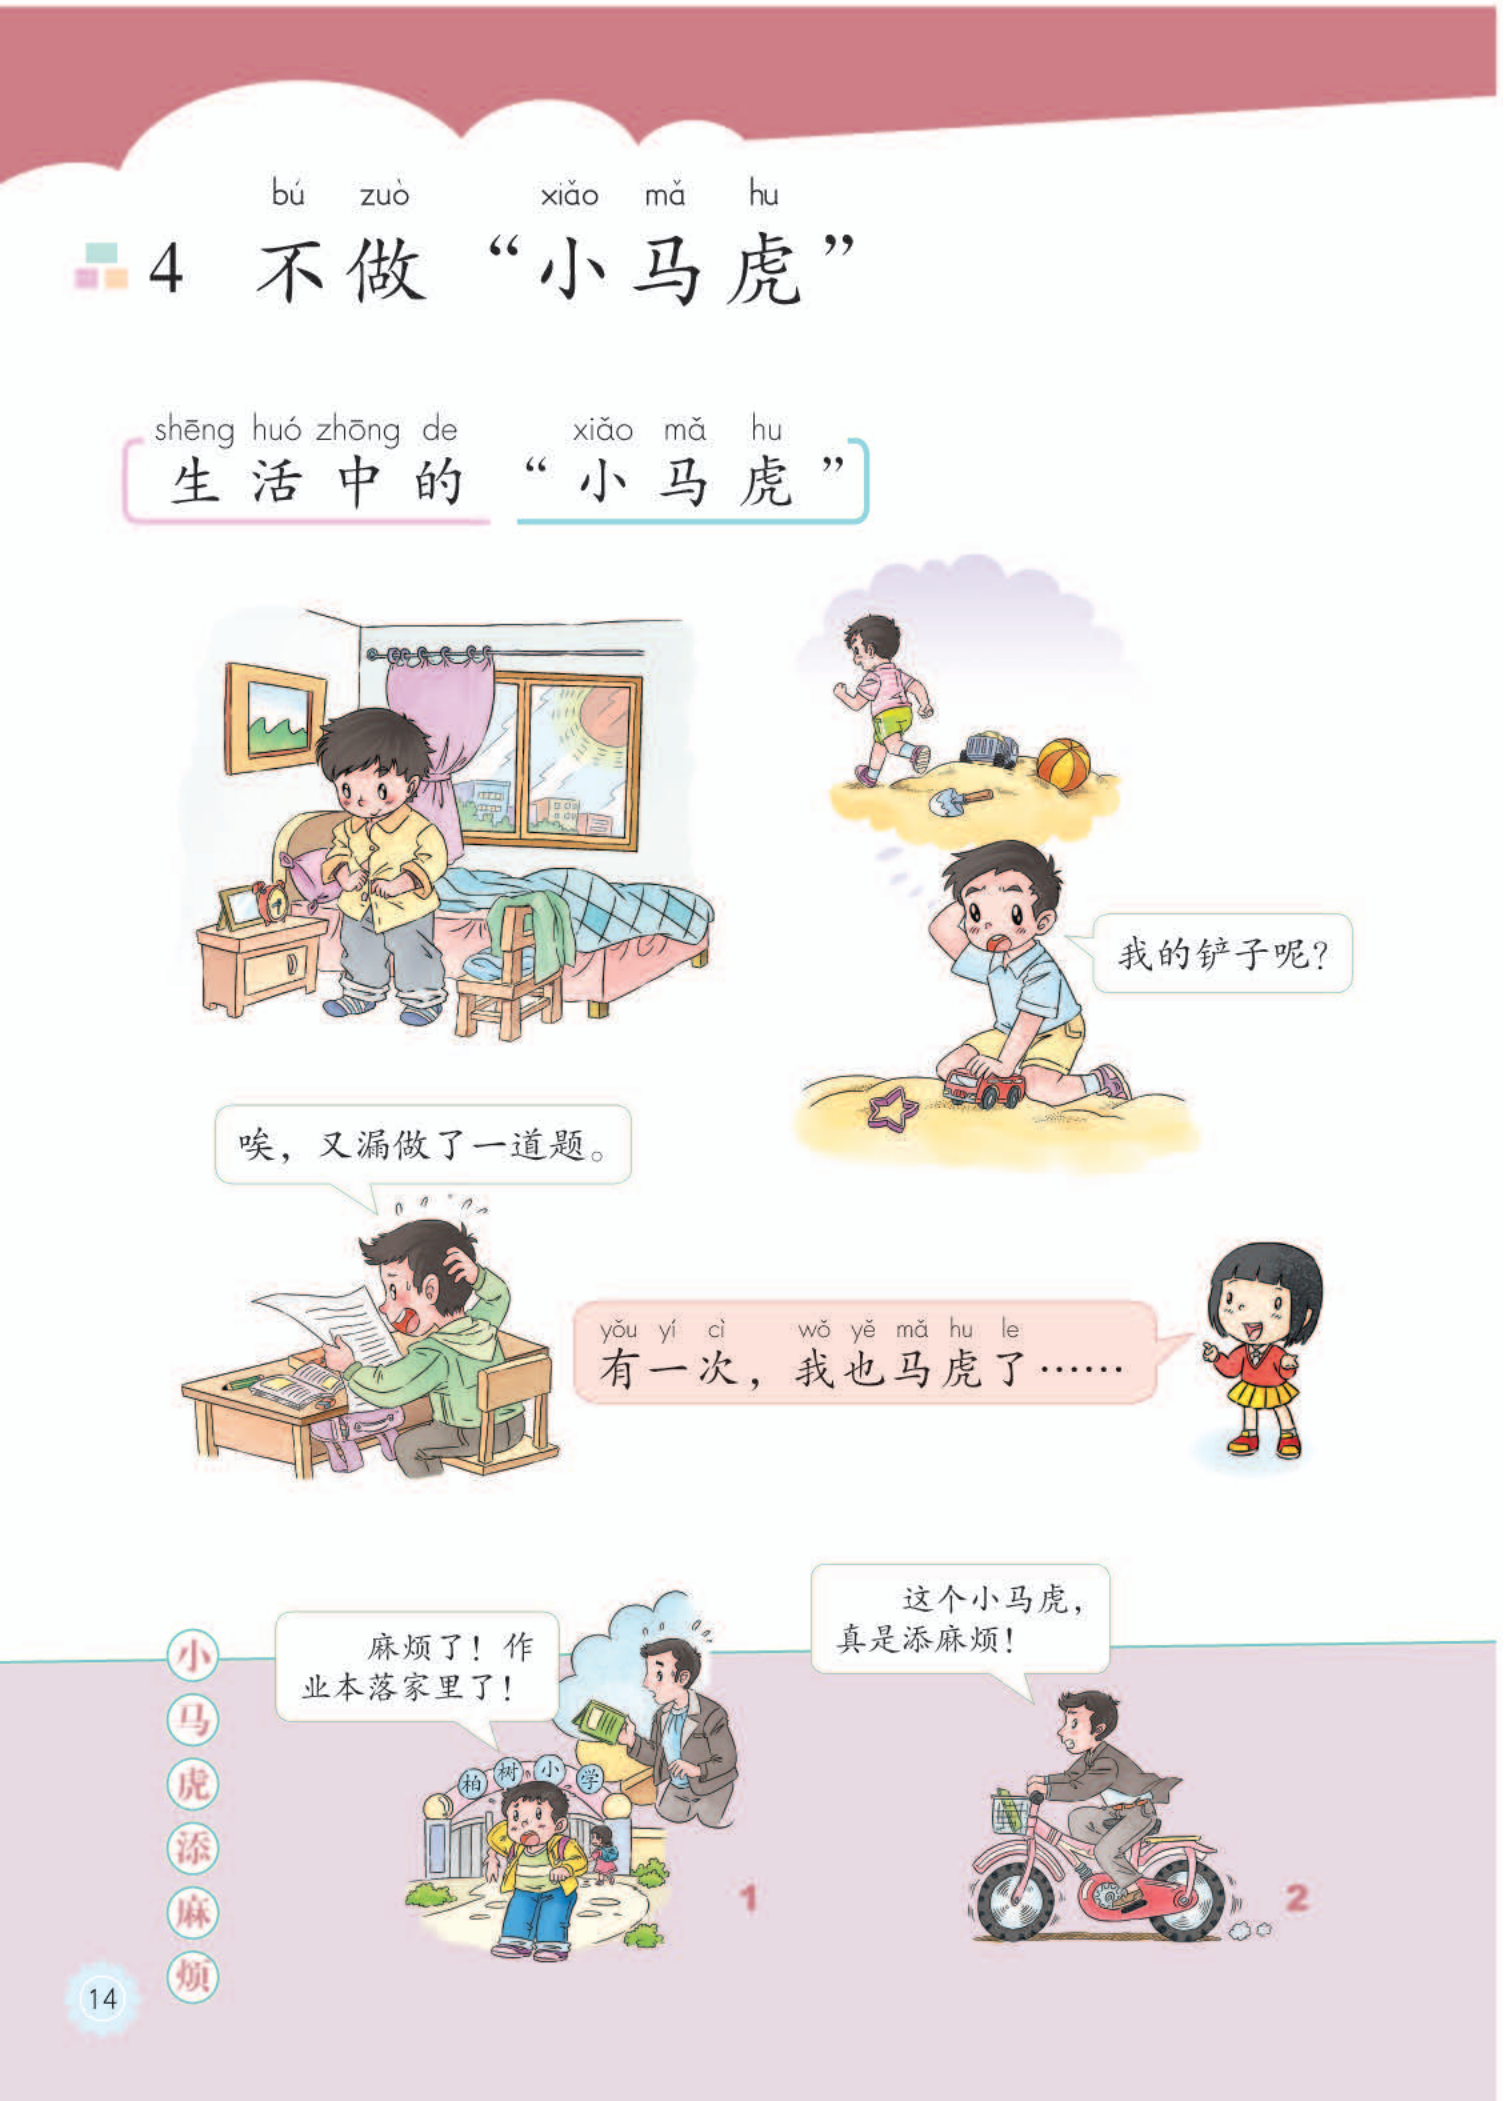 bú zuò xiǎo mǎ hu
4 不做“小马虎”
shēng huó zhōng de xiǎo mǎ hu
生活中的“小马虎”
我的铲子呢？
唉，又漏做了一道题。
yǒu yí cì wǒ yě mǎ hu le
有一次，我也马虎了……
小马虎添麻烦
麻烦了！作
业本落家里了！
柏树小学
1
这个小马虎，
真是添麻烦！
2
14